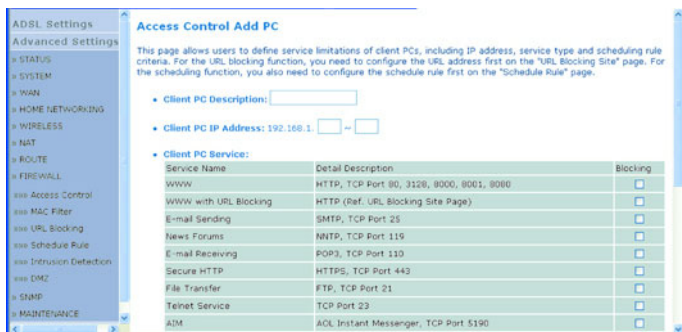 ADSL Settings
Advanced Settings
» STATUS
» SYSTEM
» WAN
» HOME NETWORKING
» WIRELESS
» NAT
» ROUTE
» FIREWALL
»»» Access Control
»»» MAC Filter
»»» URL Blocking
»»» Schedule Rule
»»» Intrusion Detection
»»» DMZ
» SNMP
» MAINTENANCE
Access Control Add PC
This page allows users to define service limitations of client PCs, including IP address, service type and scheduling rule
criteria. For the URL blocking function, you need to configure the URL address first on the "URL Blocking Site" page. For
the scheduling function, you also need to configure the schedule rule first on the "Schedule Rule" page.
• Client PC Description:
• Client PC IP Address: 192.168.1. ~
• Client PC Service:
Service Name Detail Description Blocking
WWW HTTP, TCP Port 80, 3128, 8000, 8001, 8080
WWW with URL Blocking HTTP (Ref. URL Blocking Site Page)
E-mail Sending SMTP, TCP Port 25
News Forums NNTP, TCP Port 119
E-mail Receiving POP3, TCP Port 110
Secure HTTP HTTPS, TCP Port 443
File Transfer FTP, TCP Port 21
Telnet Service TCP Port 23
AIM AOL Instant Messenger, TCP Port 5190